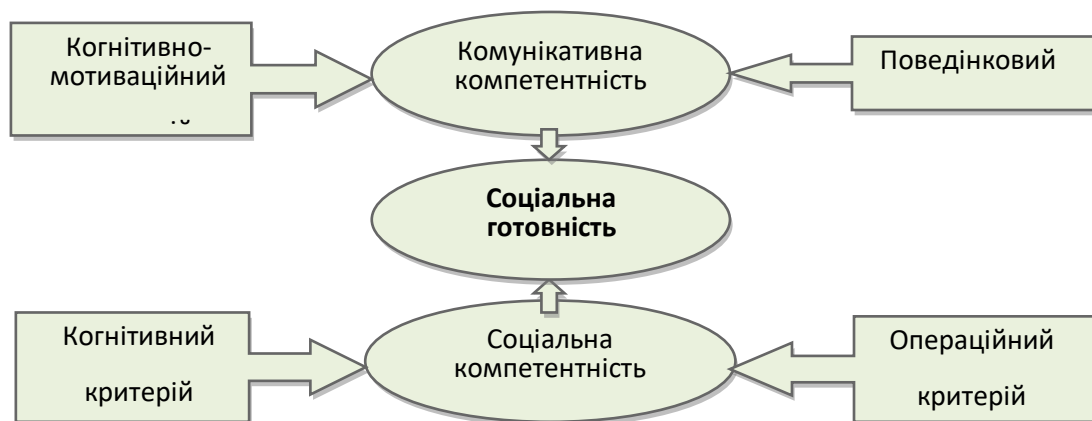 Когнітивно-
мотиваційний
Комунікативна
компетентність
Поведінковий
Соціальна
готовність
Когнітивний
критерій
Соціальна
компетентність
Операційний
критерій